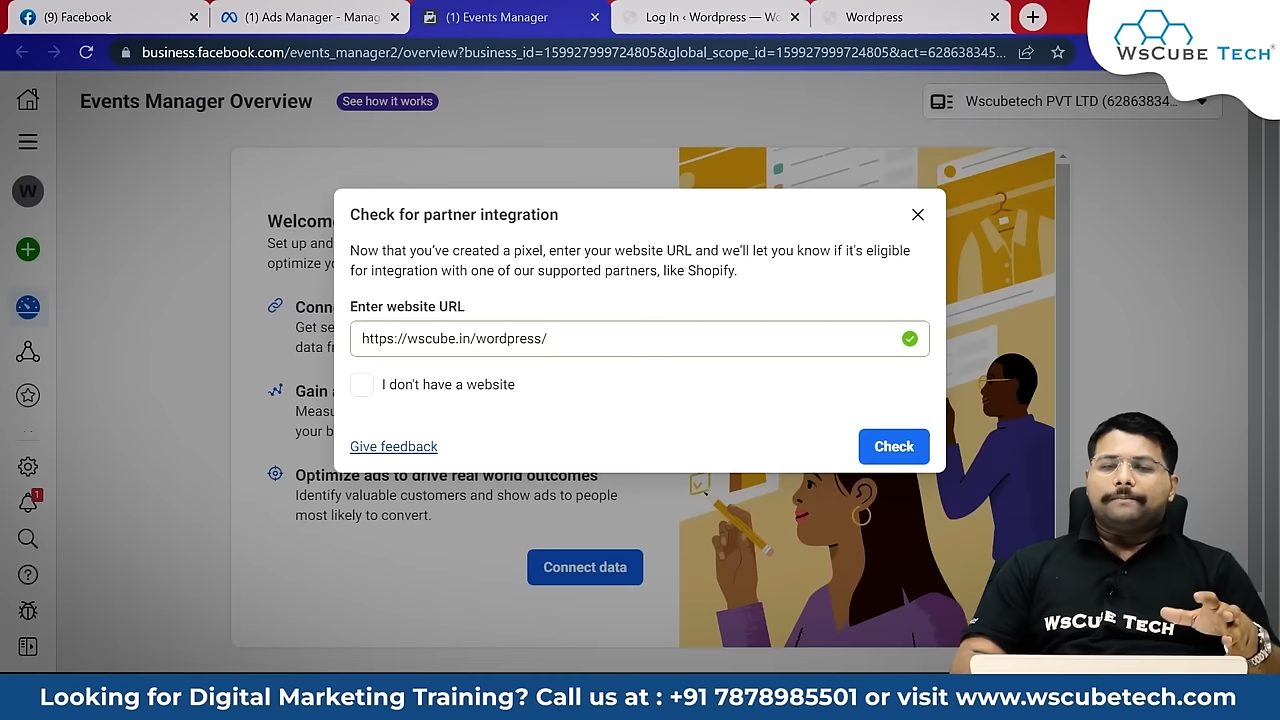 (9) Facebook
(1) Ads Manager - Manag
(1) Events Manager
Log In ‹ Wordpress — Wo
Wordpress
WsCube Tech
business.facebook.com/events_manager2/overview?business_id=159927999724805&global_scope_id=159927999724805&act=628638345...
Events Manager Overview
See how it works
Wscubetech PVT LTD (62863834...
W
Welcome
Set up and
optimize yo
Conne
Get se
data fr
Gain a
Measu
your b
Optimize ads to drive real world outcomes
Identify valuable customers and show ads to people
most likely to convert.
Connect data
Check for partner integration
Now that you've created a pixel, enter your website URL and we'll let you know if it's eligible
for integration with one of our supported partners, like Shopify.
Enter website URL
https://wscube.in/wordpress/
I don't have a website
Give feedback
Check
1
WsCube Tech
Looking for Digital Marketing Training? Call us at : +91 7878985501 or visit www.wscubetech.com